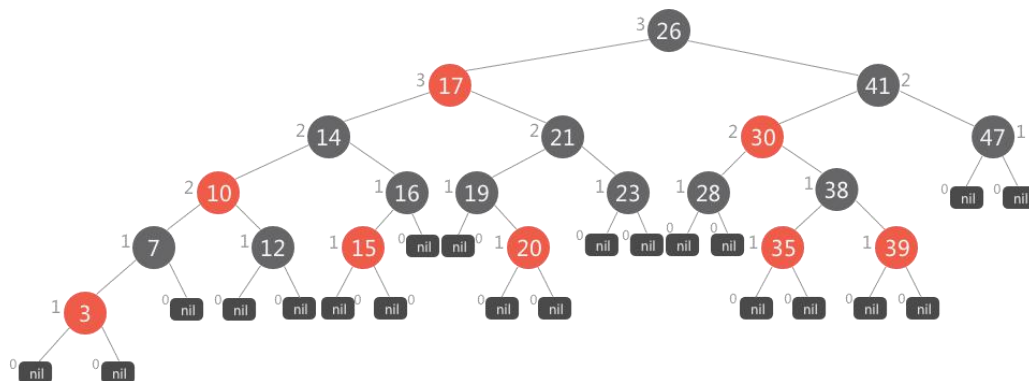 3 26
3 17 41 2
2 14 2 21 2 30 47 1
2 10 1 16 1 19 1 23 1 28 1 38 0 nil 0 nil
1 7 1 12 1 15 0 nil nil 0 1 20 0 nil 0 nil 0 nil 0 nil 1 35 1 39
1 3 0 nil 0 nil 0 nil 0 nil nil 0 0 nil 0 nil 0 nil 0 nil 0 nil 0 nil
0 nil 0 nil